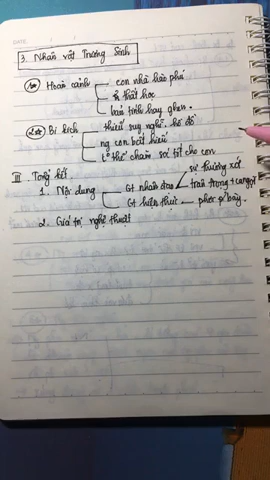 DATE / /
3. Nhân vật Trương Sinh
Hoàn cảnh con nhà hào phú
ít thất học
bản tính hay ghen.
Bi kịch thiếu suy nghĩ, hồ đồ
ng con bất hiếu
k thể chăm sóc tốt cho con
III. Tổng kết.
1. Nội dung Gt nhân đạo sự thương xót
trân trọng + ca ngợi
Gt hiện thực phơi bày.
2. Giá trị nghệ thuật